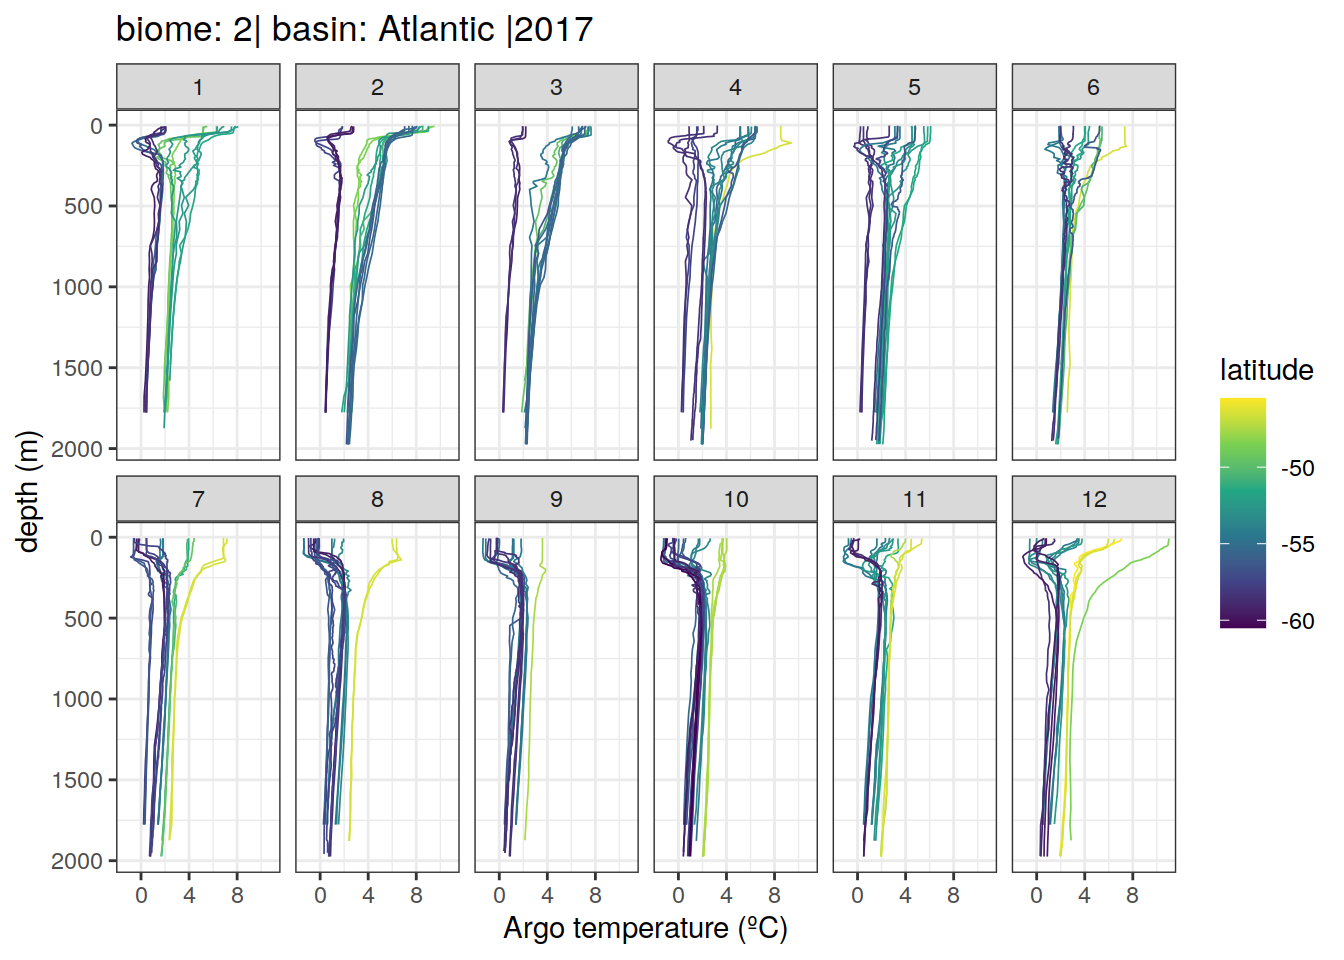 biome: 2| basin: Atlantic |2017
1 2 3 4 5 6
0
500
1000
1500
2000
7 8 9 10 11 12
0
500
1000
1500
2000
0 4 8 0 4 8 0 4 8 0 4 8 0 4 8 0 4 8
Argo temperature (ºC)
depth (m)
latitude
-50
-55
-60